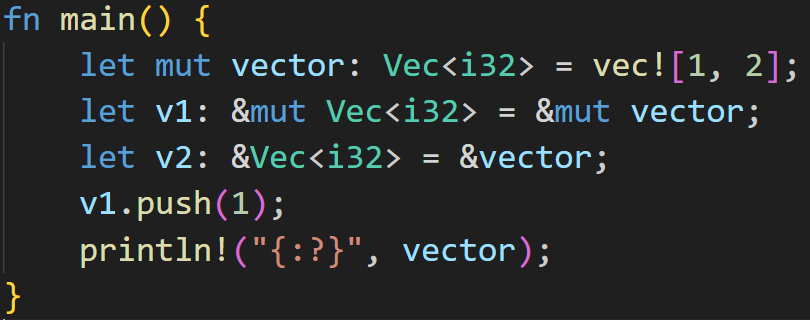 fn main() {
    let mut vector: Vec<i32> = vec![1, 2];
    let v1: &mut Vec<i32> = &mut vector;
    let v2: &Vec<i32> = &vector;
    v1.push(1);
    println!("{:?}", vector);
}